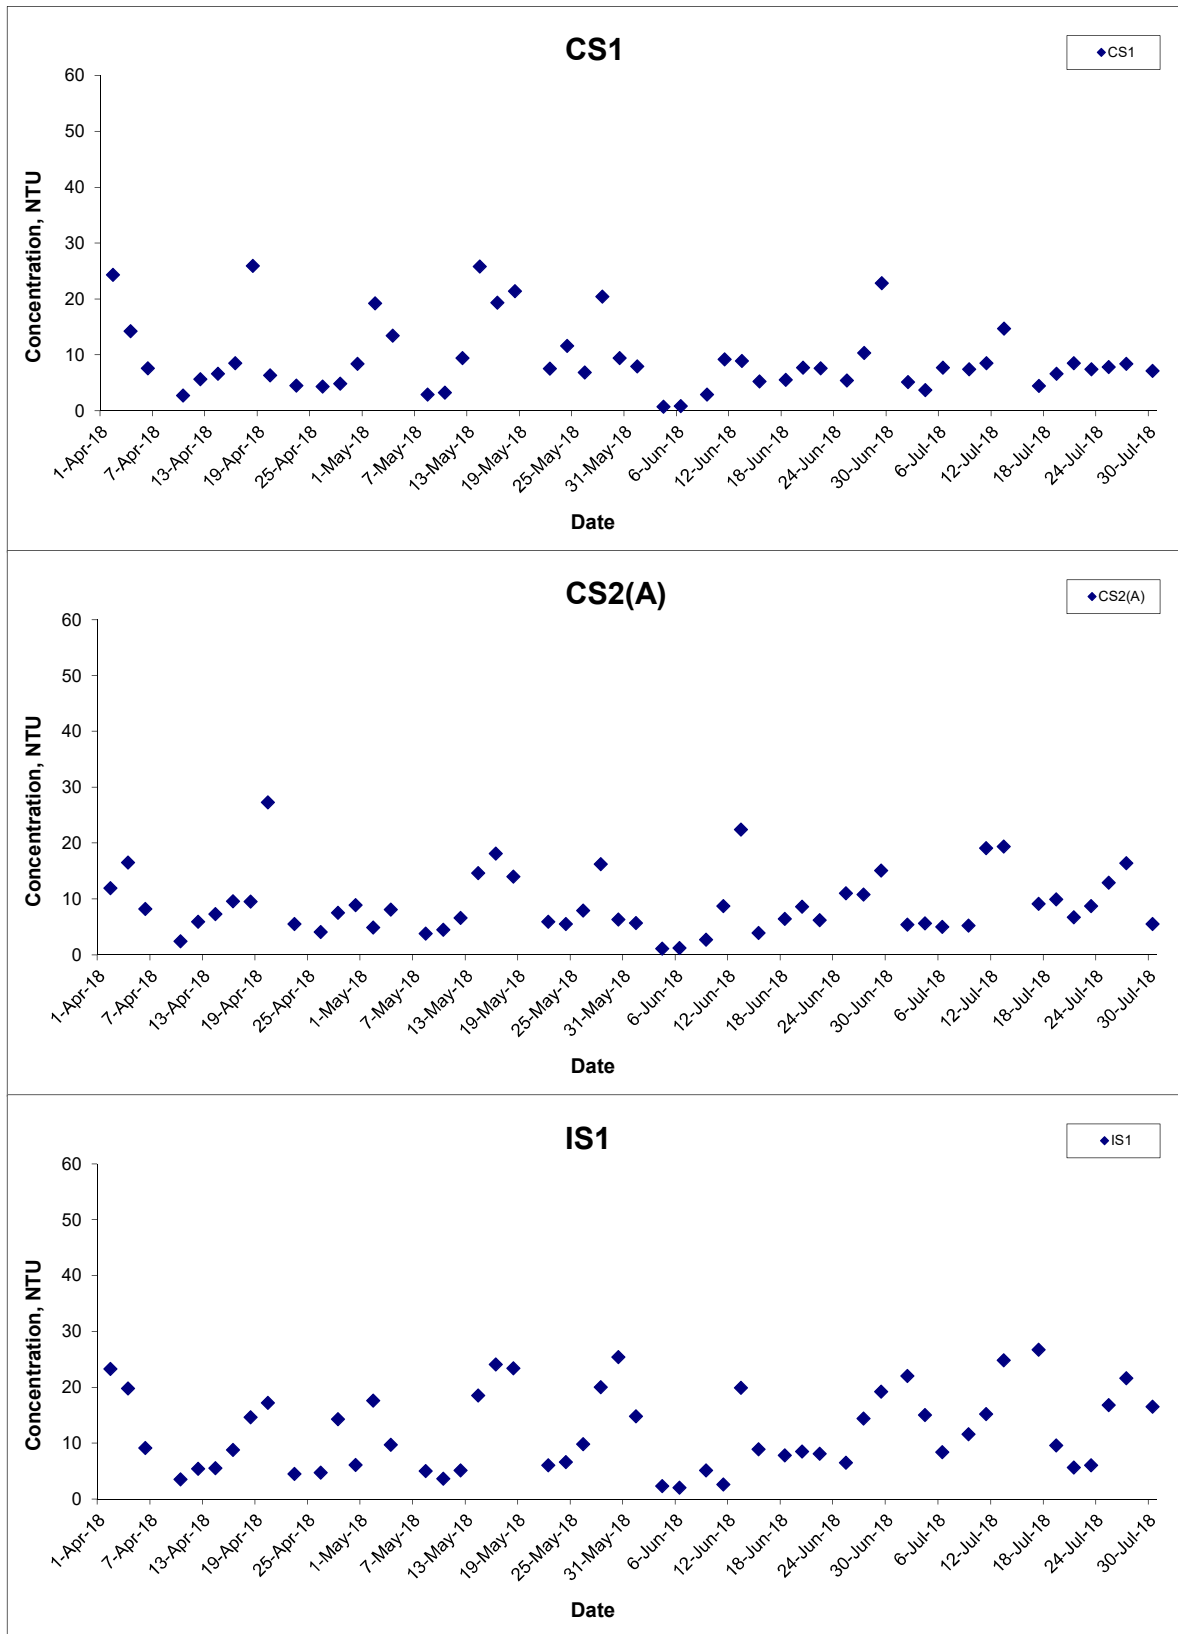 CS1
CS1
60
50
40
30
20
10
0
Concentration, NTU
1-Apr-18
7-Apr-18
13-Apr-18
19-Apr-18
25-Apr-18
1-May-18
7-May-18
13-May-18
19-May-18
25-May-18
31-May-18
6-Jun-18
12-Jun-18
18-Jun-18
24-Jun-18
30-Jun-18
6-Jul-18
12-Jul-18
18-Jul-18
24-Jul-18
30-Jul-18
Date
CS2(A)
CS2(A)
60
50
40
30
20
10
0
Concentration, NTU
1-Apr-18
7-Apr-18
13-Apr-18
19-Apr-18
25-Apr-18
1-May-18
7-May-18
13-May-18
19-May-18
25-May-18
31-May-18
6-Jun-18
12-Jun-18
18-Jun-18
24-Jun-18
30-Jun-18
6-Jul-18
12-Jul-18
18-Jul-18
24-Jul-18
30-Jul-18
Date
IS1
IS1
60
50
40
30
20
10
0
Concentration, NTU
1-Apr-18
7-Apr-18
13-Apr-18
19-Apr-18
25-Apr-18
1-May-18
7-May-18
13-May-18
19-May-18
25-May-18
31-May-18
6-Jun-18
12-Jun-18
18-Jun-18
24-Jun-18
30-Jun-18
6-Jul-18
12-Jul-18
18-Jul-18
24-Jul-18
30-Jul-18
Date